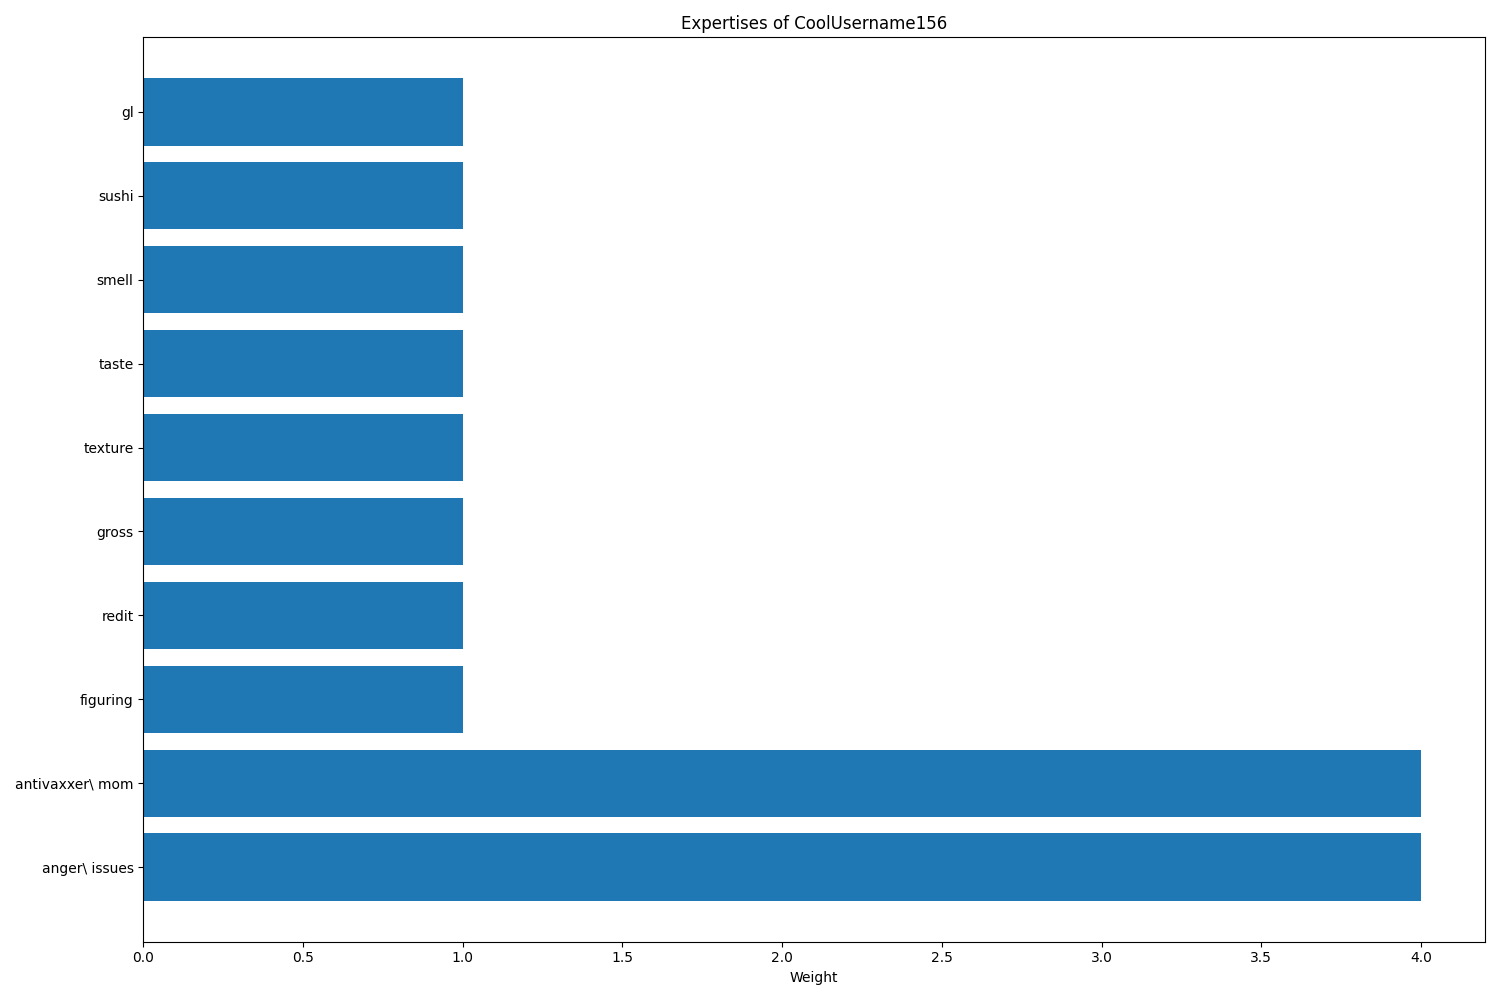 Expertises of CoolUsername156
gl
sushi
smell
taste
texture
gross
redit
figuring
antivaxxer\ mom
anger\ issues
0.0 0.5 1.0 1.5 2.0 2.5 3.0 3.5 4.0
Weight